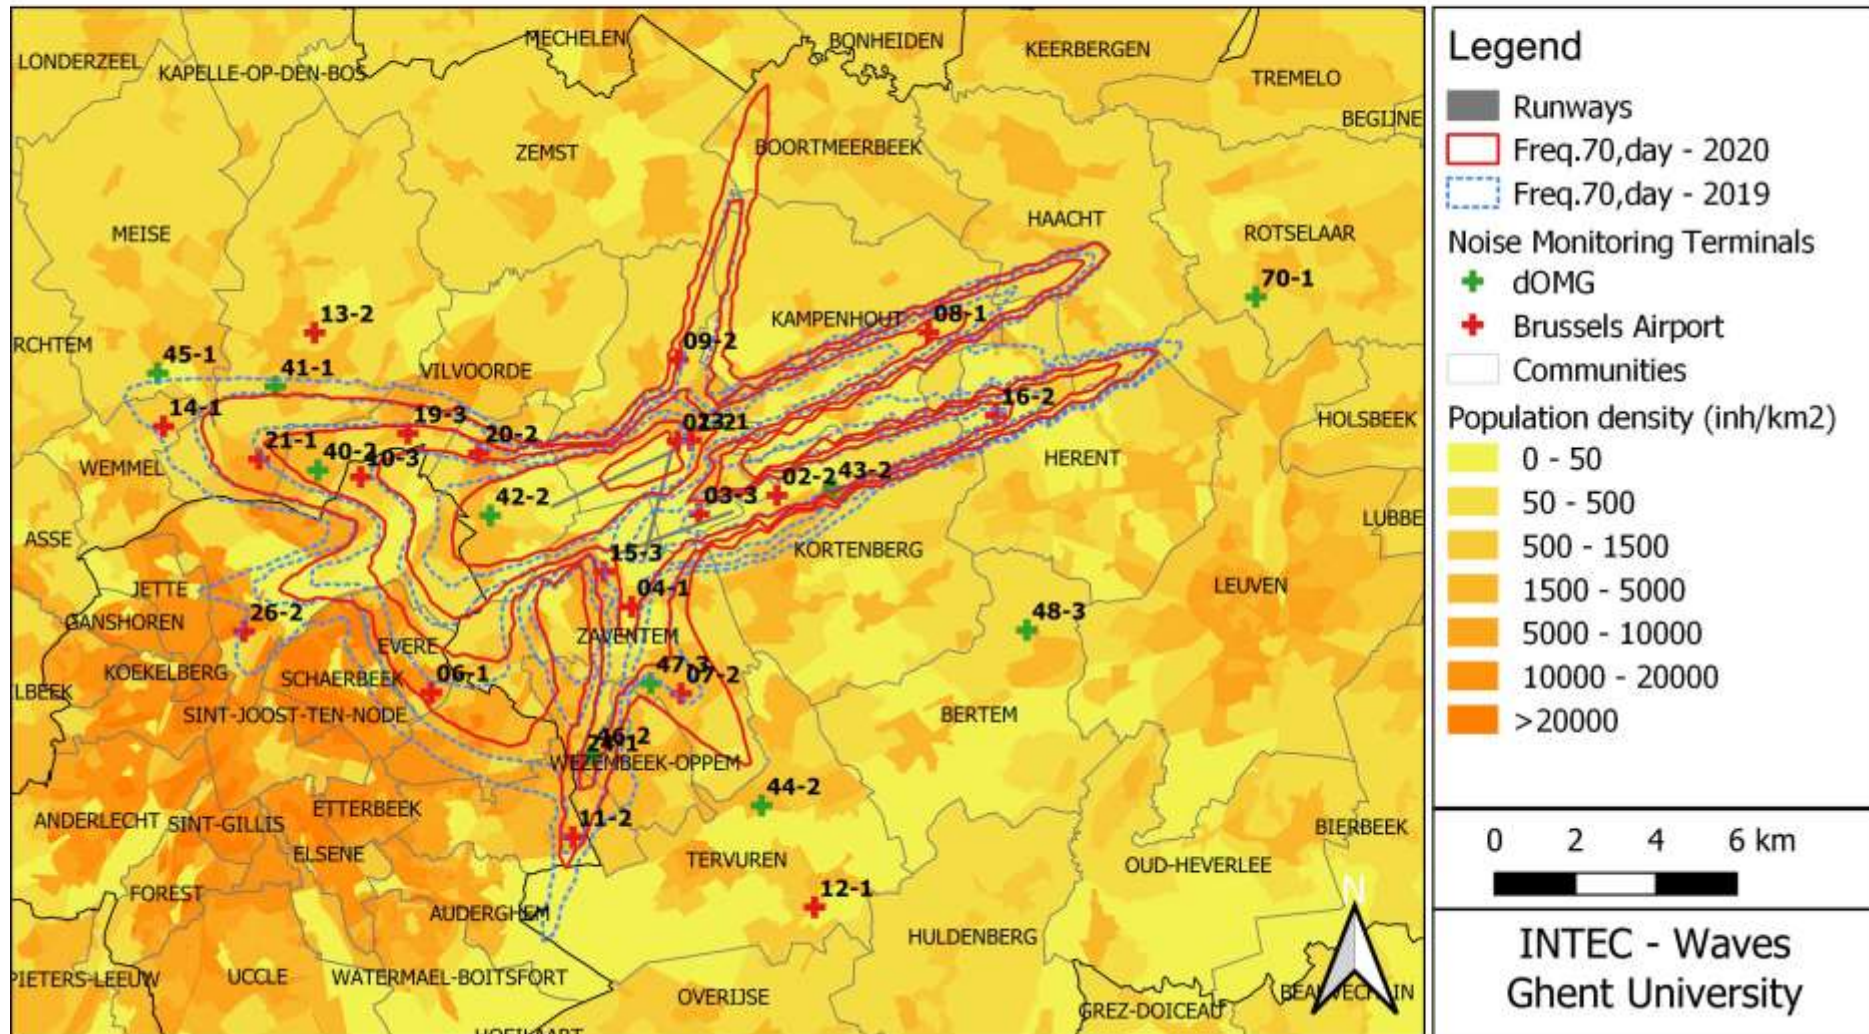 LONDERZEEL
KAPELLE-OP-DEN-BOS
MECHELEN
BONHEIDEN
KEERBERGEN
TREMELO
BEGIJNE
ZEMST
BOORTMEERBEEK
MEISE
HAACHT
ROTSELAAR
70-1
13-2
KAMPENHOUT
08-1
RCHTEM
45-1
41-1
VILVOORDE
09-2
14-1
19-3
20-2
16-2
HOLSBEEK
WEMMEL
21-1
40-2
10-3
HERENT
42-2
03-3
02-2
43-2
ASSE
LUBBE
15-3
KORTENBERG
JETTE
04-1
LEUVEN
GANSHOREN
26-2
EVERE
ZAVENTEM
48-3
KOEKELBERG
SCHAERBEEK
06-1
47-3
07-2
LBEEK
SINT-JOOST-TEN-NODE
BERTEM
46-2
WEZEMBEEK-OPPEM
44-2
ANDERLECHT
SINT-GILLIS
ETTERBEEK
11-2
BIERBEEK
ELSENE
TERVUREN
OUD-HEVERLEE
FOREST
12-1
AUDERGHEM
HULDENBERG
PIETERS-LEEUW
UCCLE
WATERMAEL-BOITSFORT
OVERIJSE
GREZ-DOICEAU
N
Legend
Runways
Freq.70,day - 2020
Freq.70,day - 2019
Noise Monitoring Terminals
dOMG
Brussels Airport
Communities
Population density (inh/km2)
0 - 50
50 - 500
500 - 1500
1500 - 5000
5000 - 10000
10000 - 20000
>20000
0 2 4 6 km
INTEC - Waves
Ghent University